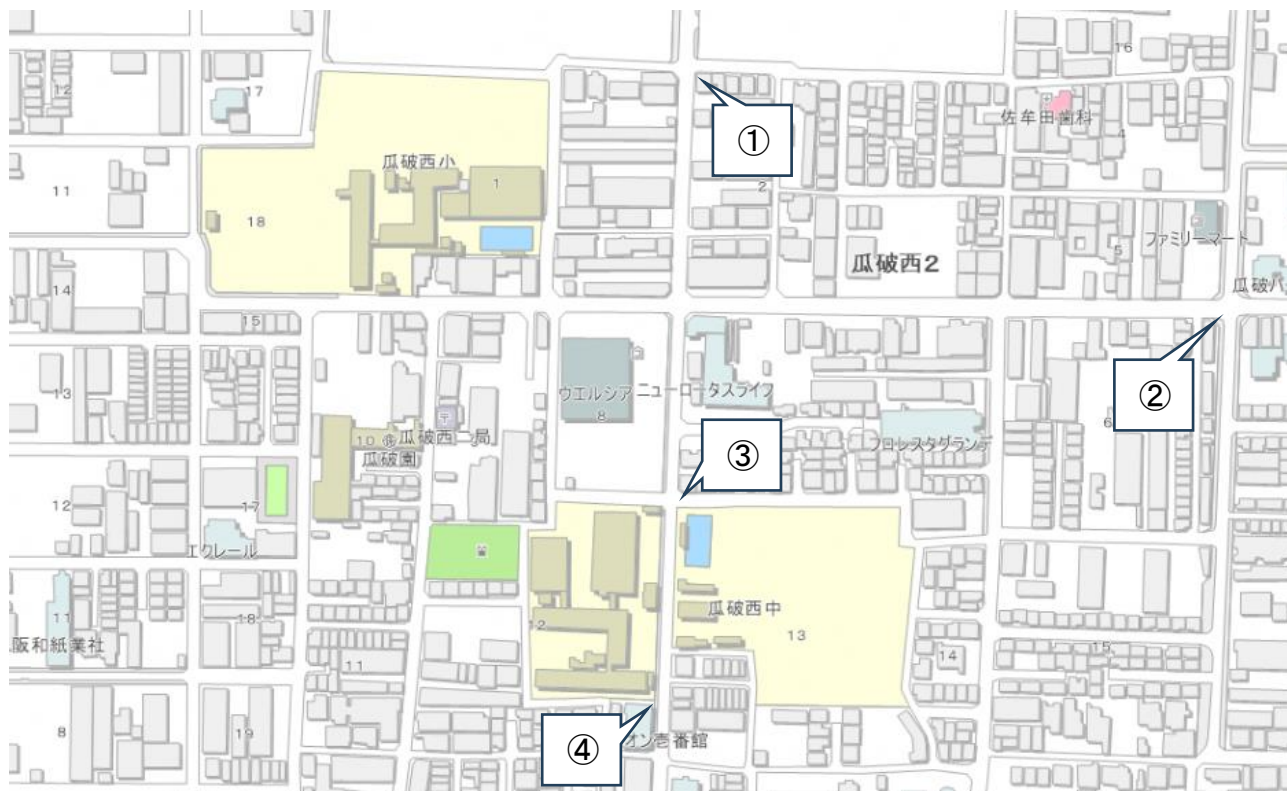 12
17
16
佐牟田歯科
4
①
瓜破西小
1
11
18
2
瓜破西2
5
ファミリーマート
瓜破バ
14
15
13
ウエルシア
8
ニューロータスライフ
②
6
10
瓜破西二局
瓜破園
フロレスタグランデ
③
12
17
エクレール
11
阪和紙業社
18
12
瓜破西中
13
11
14
15
8
19
④
オン壱番館